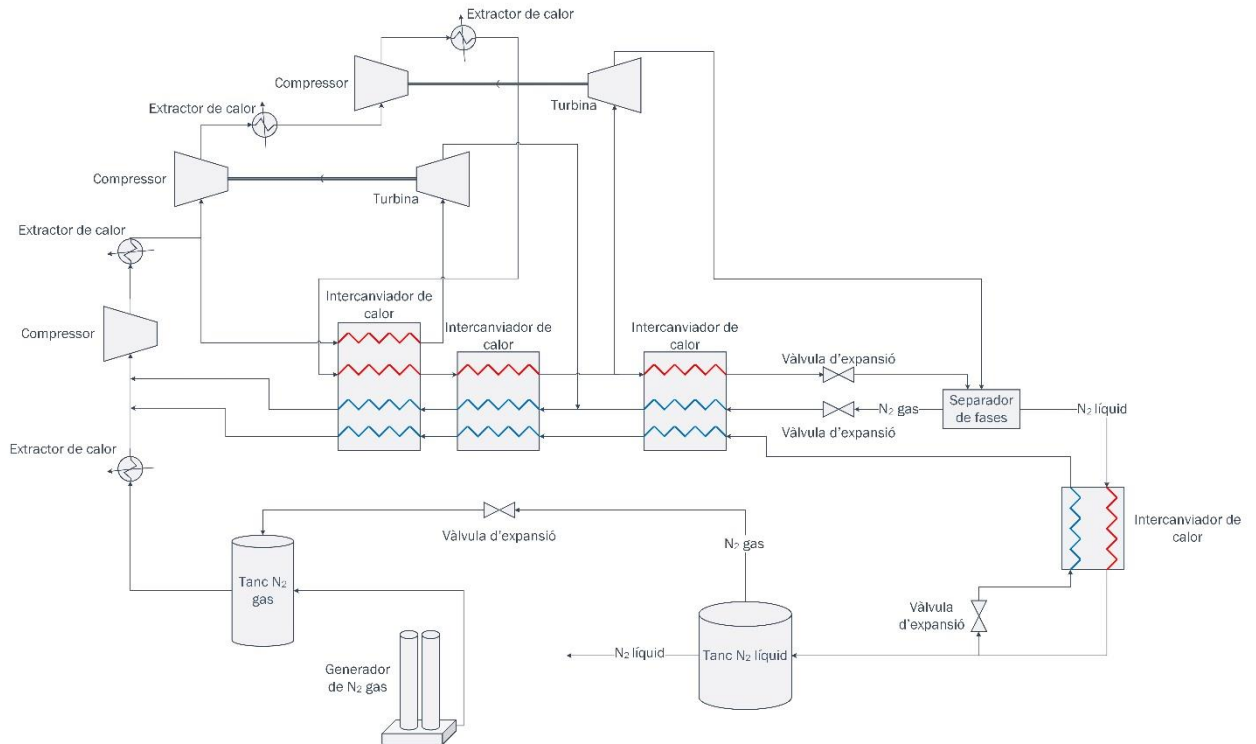 Extractor de calor
Compressor
Turbina
Extractor de calor
Compressor
Turbina
Extractor de calor
Compressor
Intercanviador de
calor
Intercanviador de
calor
Intercanviador de
calor
Vàlvula d'expansió
Separador
de fases
N₂ gas
N₂ líquid
Vàlvula d'expansió
Extractor de calor
Intercanviador de
calor
Vàlvula d'expansió
N₂ gas
Tanc N₂
gas
Vàlvula
d'expansió
Generador
de N₂ gas
N₂ líquid
Tanc N₂ líquid